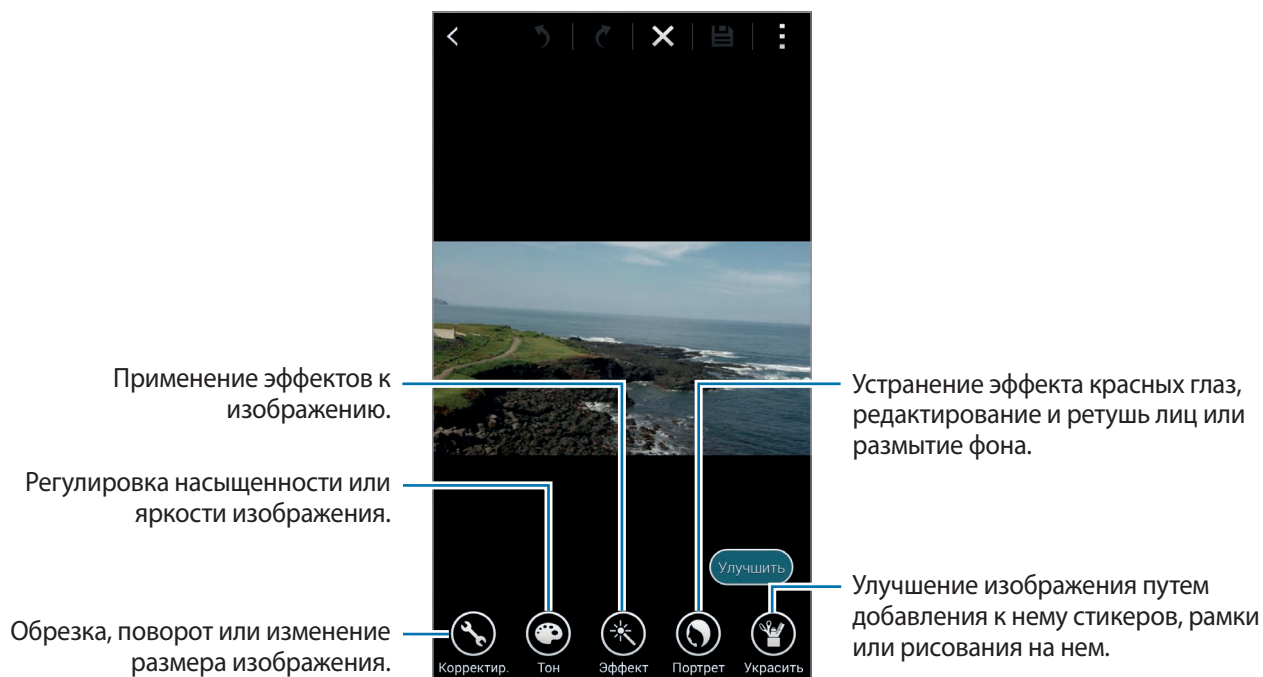 Применение эффектов к
изображению.
Регулировка насыщенности или
яркости изображения.
Обрезка, поворот или изменение
размера изображения.
Устранение эффекта красных глаз,
редактирование и ретушь лиц или
размытие фона.
Улучшение изображения путем
добавления к нему стикеров, рамки
или рисования на нем.
Улучшить
Корректир.
Тон
Эффект
Портрет
Украсить